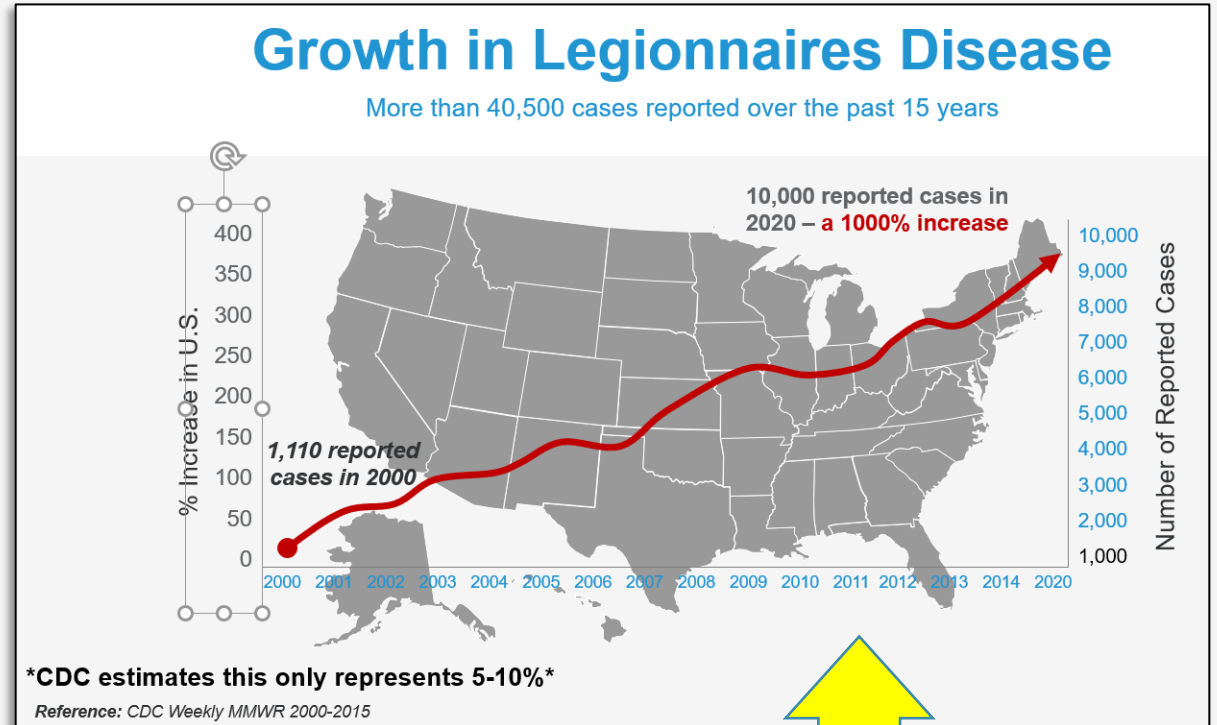 Growth in Legionnaires Disease
More than 40,500 cases reported over the past 15 years
10,000 reported cases in
2020 – a 1000% increase
% Increase in U.S.
400
350
300
250
200
150
100
50
0
1,110 reported
cases in 2000
10,000
9,000
8,000
7,000
6,000
5,000
4,000
3,000
2,000
1,000
Number of Reported Cases
2000 2001 2002 2003 2004 2005 2006 2007 2008 2009 2010 2011 2012 2013 2014 2020
*CDC estimates this only represents 5-10%*
Reference: CDC Weekly MMWR 2000-2015